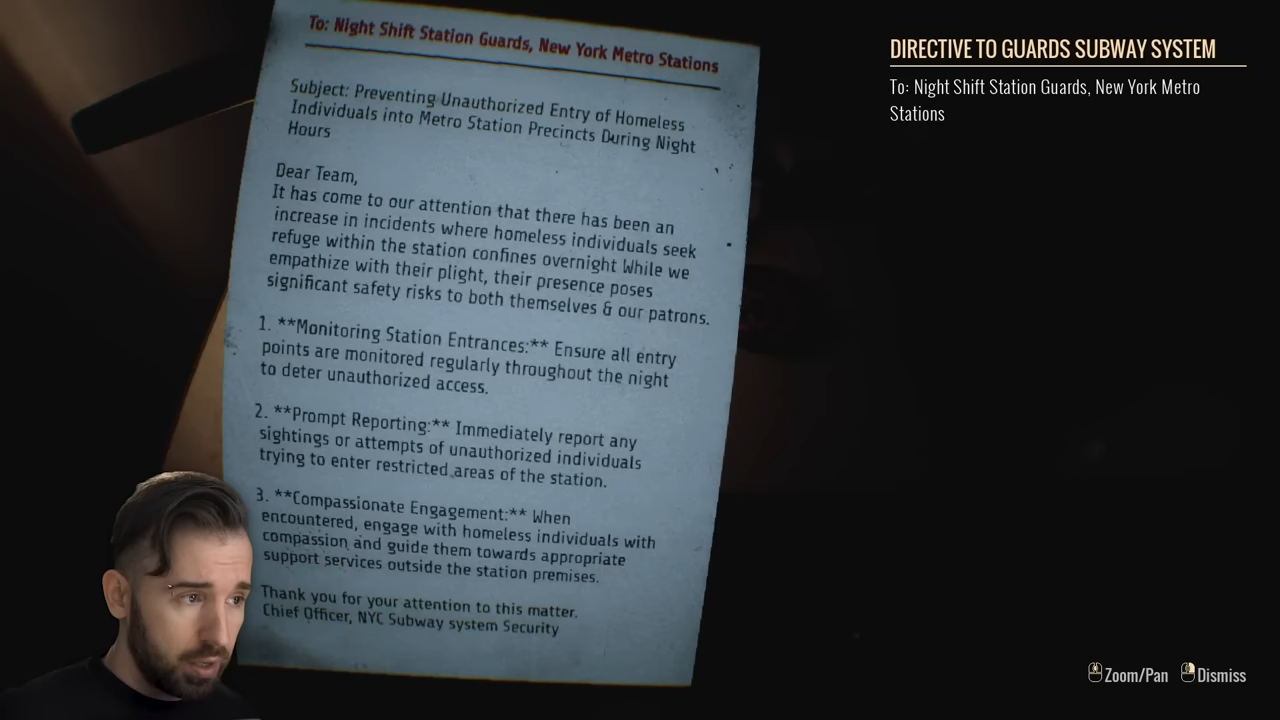 To: Night Shift Station Guards, New York Metro Stations
Subject: Preventing Unauthorized Entry of Homeless
Individuals into Metro Station Precincts During Night
Hours
Dear Team,
It has come to our attention that there has been an
increase in incidents where homeless individuals seek
refuge within the station confines overnight While we
empathize with their plight, their presence poses
significant safety risks to both themselves & our patrons.
1. **Monitoring Station Entrances:** Ensure all entry
points are monitored regularly throughout the night
to deter unauthorized access.
2. **Prompt Reporting:** Immediately report any
sightings or attempts of unauthorized individuals
trying to enter restricted areas of the station.
3. **Compassionate Engagement:** When
encountered, engage with homeless individuals with
compassion and guide them towards appropriate
support services outside the station premises.
Thank you for your attention to this matter.
Chief Officer, NYC Subway system Security
DIRECTIVE TO GUARDS SUBWAY SYSTEM
To: Night Shift Station Guards, New York Metro
Stations
Zoom/Pan Dismiss